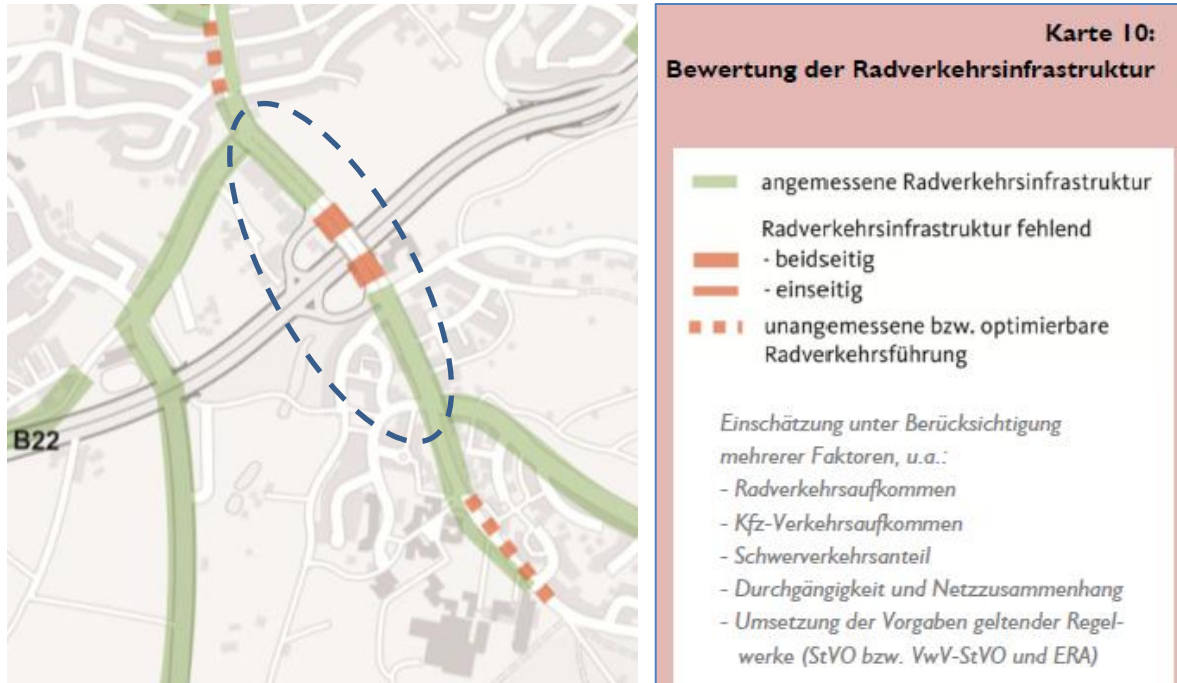 B22
Karte 10:
Bewertung der Radverkehrsinfrastruktur
angemessene Radverkehrsinfrastruktur
Radverkehrsinfrastruktur fehlend
- beidseitig
- einseitig
unangemessene bzw. optimierbare
Radverkehrsführung
Einschätzung unter Berücksichtigung
mehrerer Faktoren, u.a.:
- Radverkehrsaufkommen
- Kfz-Verkehrsaufkommen
- Schwerverkehrsanteil
- Durchgängigkeit und Netzzusammenhang
- Umsetzung der Vorgaben geltender Regel-
werke (StVO bzw. VwV-StVO und ERA)